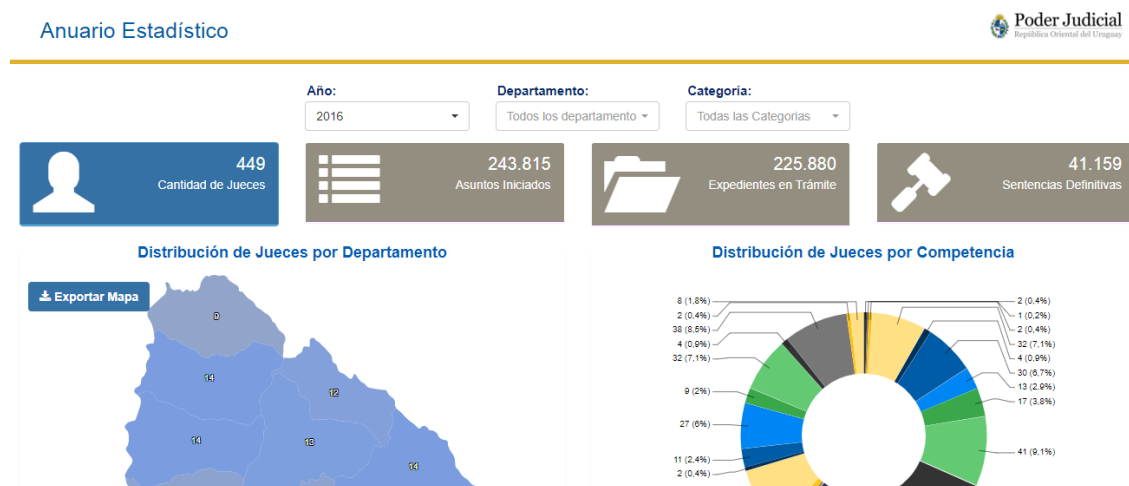 Anuario Estadístico
Poder Judicial
República Oriental del Uruguay
Año:
Departamento:
Categoria:
2016
Todos los departamento
Todas las Categorias
449
Cantidad de Jueces
243.815
Asuntos Iniciados
225.880
Expedientes en Trámite
41.159
Sentencias Definitivas
Distribución de Jueces por Departamento
Exportar Mapa
14
12
14
13
14
Distribución de Jueces por Competencia
8 (1,8%)
2 (0.4%)
38 (8,5%)
4 (0.9%)
32 (7.1%)
9 (2%)
27 (6%)
11 (2.4%)
2 (0.4%)
2 (0.4%)
1 (0.2%)
2 (0.4%)
32 (7.1%)
4 (0.9%)
30 (6.7%)
13 (2.9%)
17 (3.8%)
41 (9.1%)